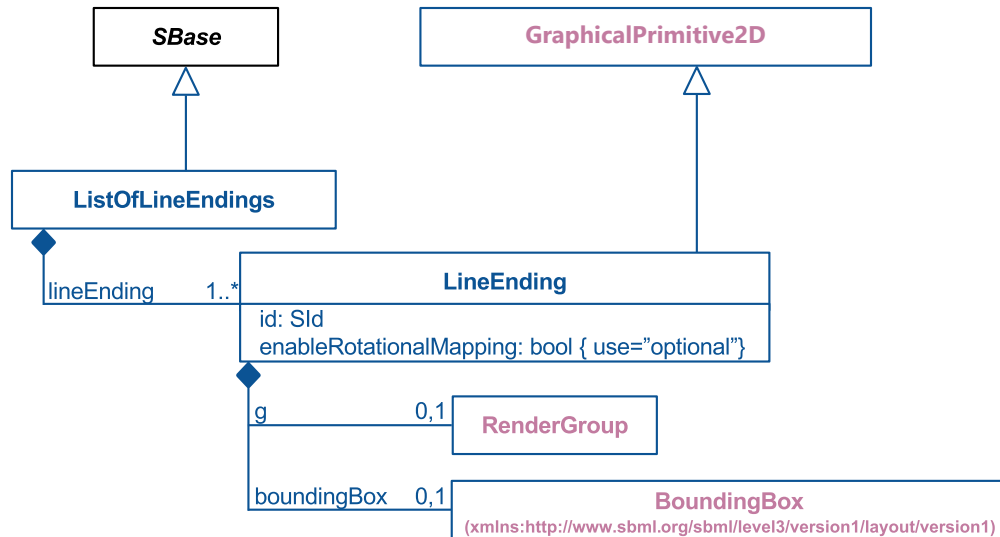 SBase
GraphicalPrimitive2D
ListOfLineEndings
lineEnding 1..*
LineEnding
id: SId
enableRotationalMapping: bool { use=”optional”}
g 0,1
RenderGroup
boundingBox 0,1
BoundingBox
(xmlns:http://www.sbml.org/sbml/level3/version1/layout/version1)